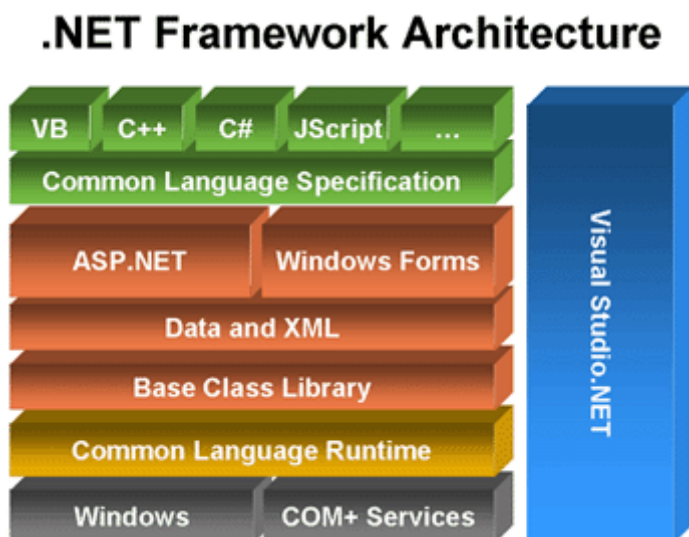 .NET Framework Architecture
VB C++ C# JScript ...
Common Language Specification
ASP.NET Windows Forms
Data and XML
Base Class Library
Common Language Runtime
Windows COM+ Services
Visual Studio.NET